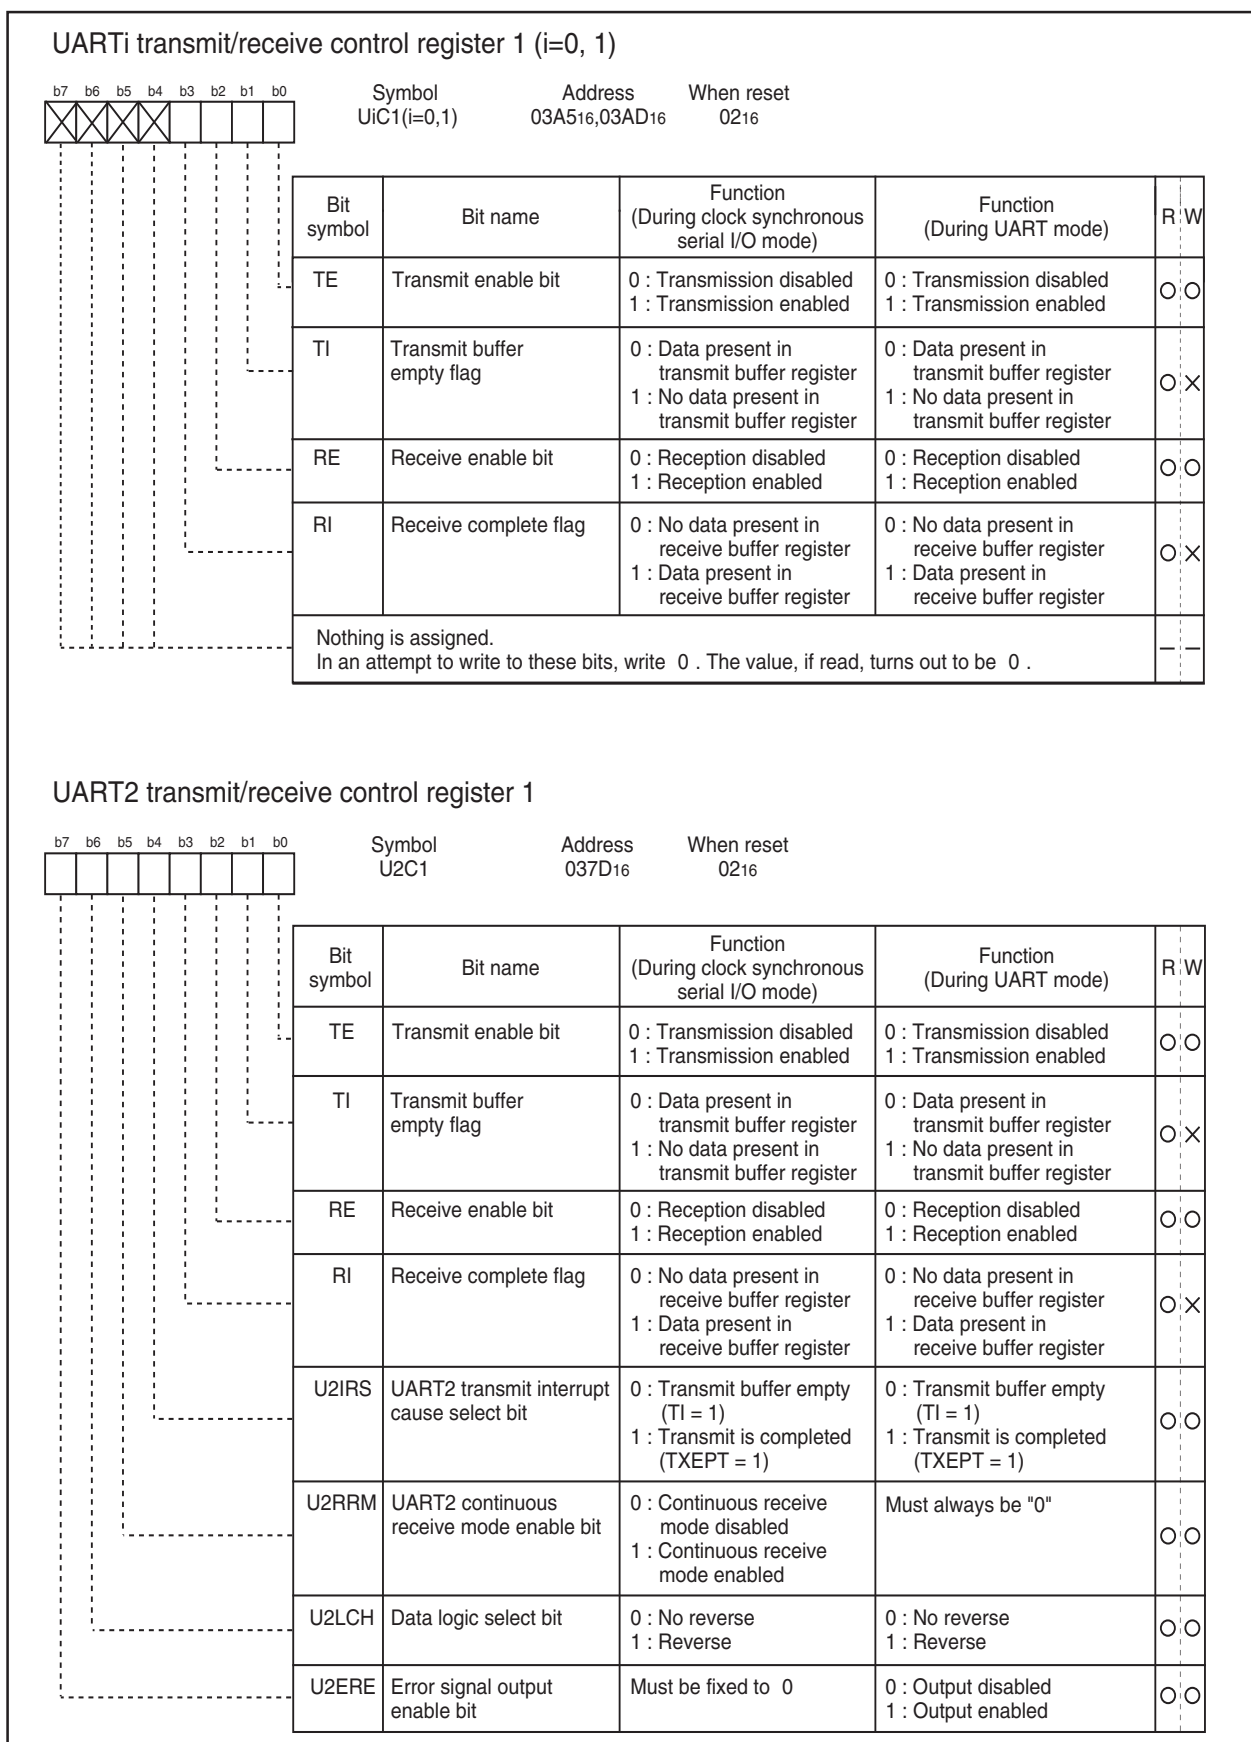 UARTi transmit/receive control register 1 (i=0, 1)
b7 b6 b5 b4 b3 b2 b1 b0
Symbol Address When reset
UiC1(i=0,1) 03A516,03AD16 0216
Bit symbol Bit name Function (During clock synchronous serial I/O mode) Function (During UART mode) R W
TE Transmit enable bit 0 : Transmission disabled 0 : Transmission disabled
1 : Transmission enabled 1 : Transmission enabled
TI Transmit buffer 0 : Data present in 0 : Data present in
empty flag transmit buffer register transmit buffer register
1 : No data present in 1 : No data present in
transmit buffer register transmit buffer register
RE Receive enable bit 0 : Reception disabled 0 : Reception disabled
1 : Reception enabled 1 : Reception enabled
RI Receive complete flag 0 : No data present in 0 : No data present in
receive buffer register receive buffer register
1 : Data present in 1 : Data present in
receive buffer register receive buffer register
Nothing is assigned.
In an attempt to write to these bits, write 0 . The value, if read, turns out to be 0 .
UART2 transmit/receive control register 1
b7 b6 b5 b4 b3 b2 b1 b0
Symbol Address When reset
U2C1 037D16 0216
Bit symbol Bit name Function (During clock synchronous serial I/O mode) Function (During UART mode) R W
TE Transmit enable bit 0 : Transmission disabled 0 : Transmission disabled
1 : Transmission enabled 1 : Transmission enabled
TI Transmit buffer 0 : Data present in 0 : Data present in
empty flag transmit buffer register transmit buffer register
1 : No data present in 1 : No data present in
transmit buffer register transmit buffer register
RE Receive enable bit 0 : Reception disabled 0 : Reception disabled
1 : Reception enabled 1 : Reception enabled
RI Receive complete flag 0 : No data present in 0 : No data present in
receive buffer register receive buffer register
1 : Data present in 1 : Data present in
receive buffer register receive buffer register
U2IRS UART2 transmit interrupt 0 : Transmit buffer empty 0 : Transmit buffer empty
cause select bit (TI = 1) (TI = 1)
1 : Transmit is completed 1 : Transmit is completed
(TXEPT = 1) (TXEPT = 1)
U2RRM UART2 continuous 0 : Continuous receive Must always be "0"
receive mode enable bit mode disabled
1 : Continuous receive
mode enabled
U2LCH Data logic select bit 0 : No reverse 0 : No reverse
1 : Reverse 1 : Reverse
U2ERE Error signal output Must be fixed to 0 0 : Output disabled
enable bit 1 : Output enabled